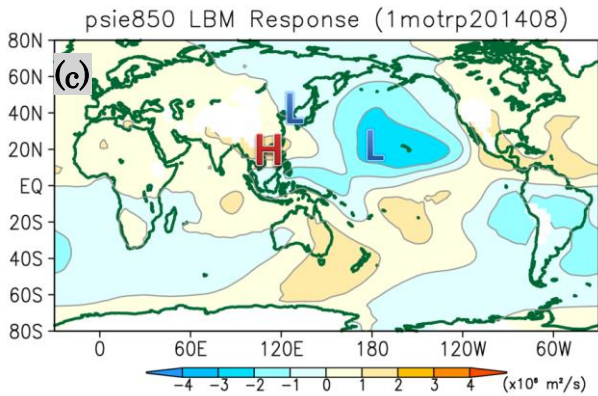 psie850 LBM Response (1motrp201408)
80N
(c)
60N
L
40N
H
L
20N
EQ
20S
40S
60S
80S
0 60E 120E 180 120W 60W
-4 -3 -2 -1 0 1 2 3 4 (x10⁶ m²/s)